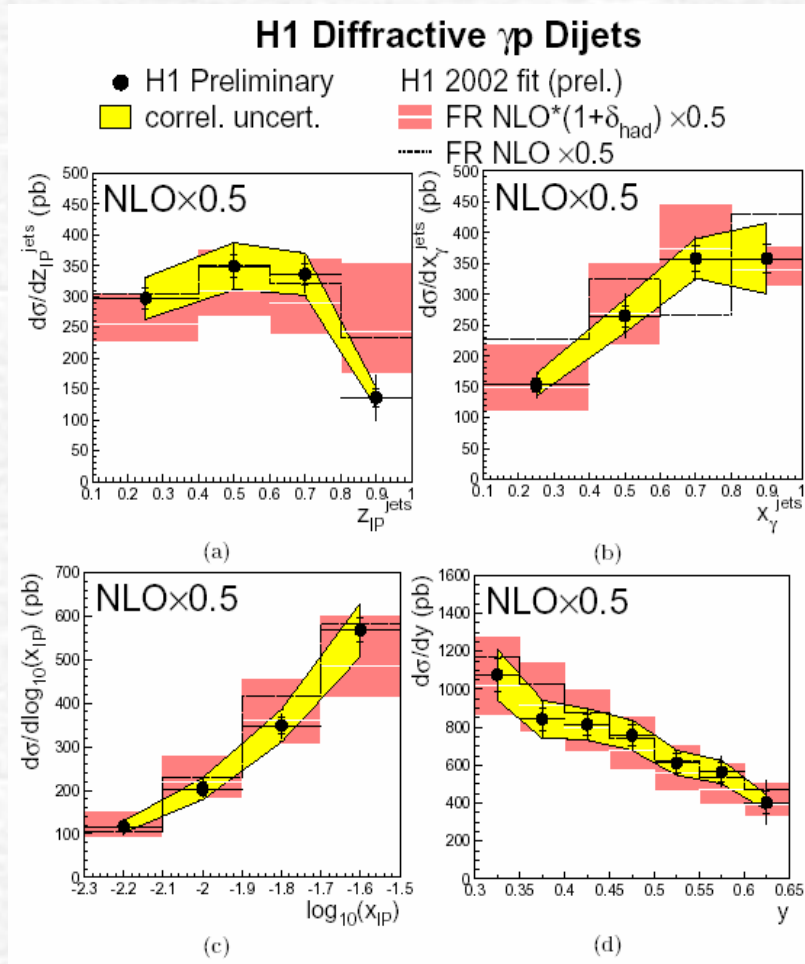 H1 Diffractive γp Dijets
H1 Preliminary
H1 2002 fit (prel.)
correl. uncert.
FR NLO*(1+δhad) ×0.5
FR NLO ×0.5
dσ/dzIPjets (pb)
NLO×0.5
500
450
400
350
300
250
200
150
100
50
0
0.1 0.2 0.3 0.4 0.5 0.6 0.7 0.8 0.9 1
zIPjets
(a)
dσ/dxγjets (pb)
NLO×0.5
500
450
400
350
300
250
200
150
100
50
0
0.1 0.2 0.3 0.4 0.5 0.6 0.7 0.8 0.9 1
xγjets
(b)
dσ/dlog10(xIP) (pb)
NLO×0.5
700
600
500
400
300
200
100
0
-2.3 -2.2 -2.1 -2 -1.9 -1.8 -1.7 -1.6 -1.5
log10(xIP)
(c)
dσ/dy (pb)
NLO×0.5
1600
1400
1200
1000
800
600
400
200
0
0.3 0.35 0.4 0.45 0.5 0.55 0.6 0.65
y
(d)